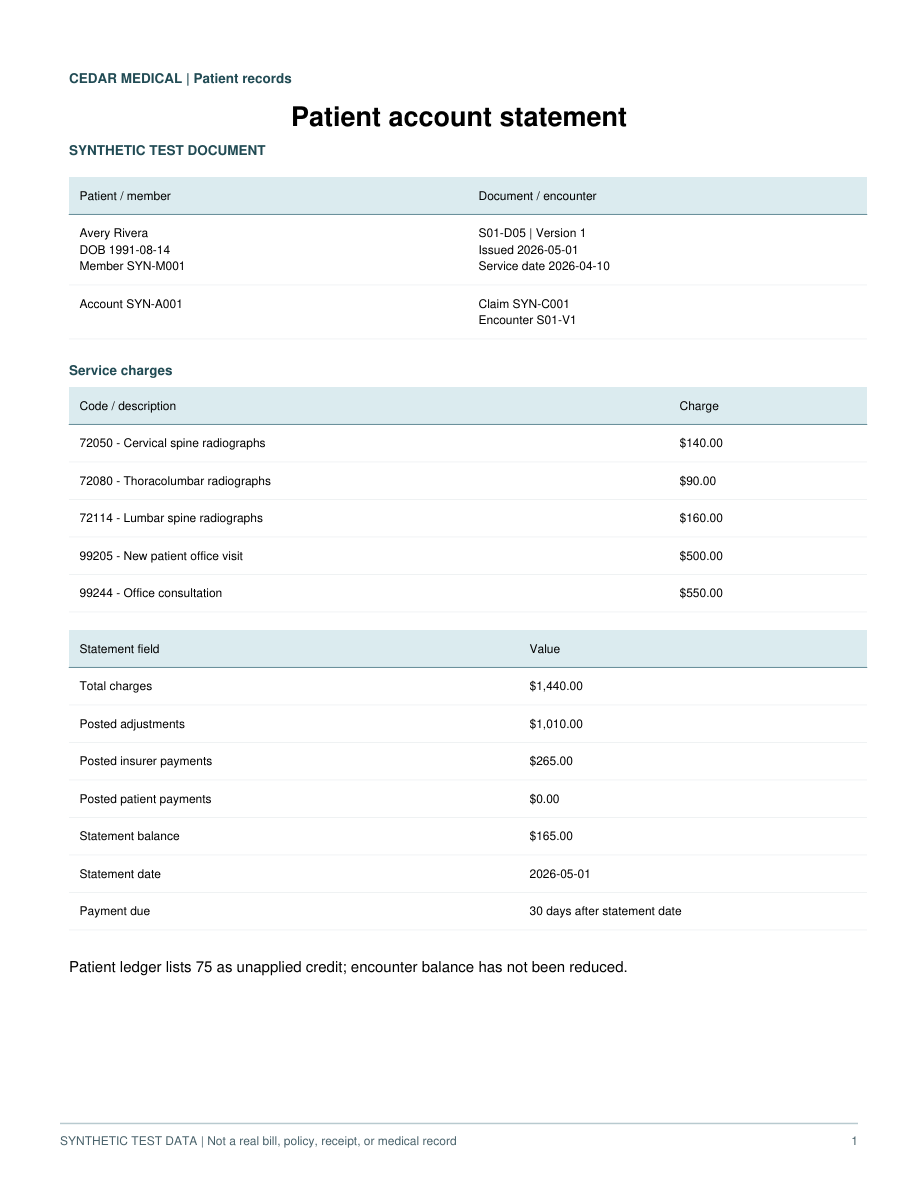 CEDAR MEDICAL | Patient records
Patient account statement
SYNTHETIC TEST DOCUMENT
Patient / member Document / encounter
Avery Rivera S01-D05 | Version 1
DOB 1991-08-14 Issued 2026-05-01
Member SYN-M001 Service date 2026-04-10
Account SYN-A001 Claim SYN-C001
Encounter S01-V1
Service charges
Code / description Charge
72050 - Cervical spine radiographs $140.00
72080 - Thoracolumbar radiographs $90.00
72114 - Lumbar spine radiographs $160.00
99205 - New patient office visit $500.00
99244 - Office consultation $550.00
Statement field Value
Total charges $1,440.00
Posted adjustments $1,010.00
Posted insurer payments $265.00
Posted patient payments $0.00
Statement balance $165.00
Statement date 2026-05-01
Payment due 30 days after statement date
Patient ledger lists 75 as unapplied credit; encounter balance has not been reduced.
SYNTHETIC TEST DATA | Not a real bill, policy, receipt, or medical record 1